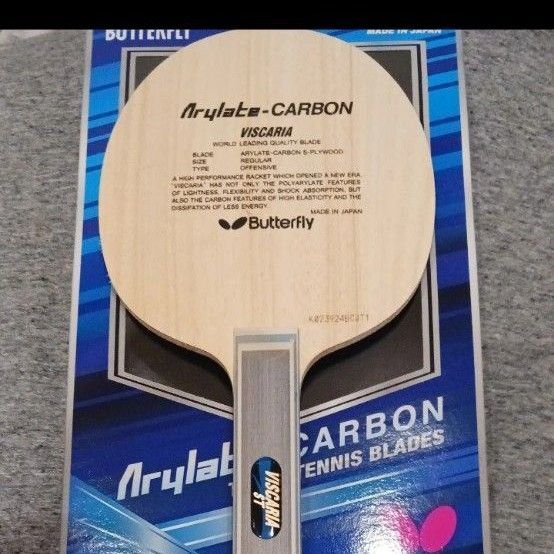 BUTTERFLY
MADE IN JAPAN
Arylate-CARBON
VISCARIA
WORLD LEADING QUALITY BLADE
BLADE ARYLATE-CARBON 5-PLYWOOD
SIZE REGULAR
TYPE OFFENSIVE
A HIGH PERFORMANCE RACKET WHICH OPENED A NEW ERA.
"VISCARIA" HAS NOT ONLY THE POLYARYLATE FEATURES
OF LIGHTNESS, FLEXIBILITY AND SHOCK ABSORPTION, BUT
ALSO THE CARBON FEATURES OF HIGH ELASTICITY AND THE
DISSIPATION OF LESS ENERGY.
MADE IN JAPAN
Butterfly
Arylate CARBON
TENNIS BLADES
VISCARIA
ST